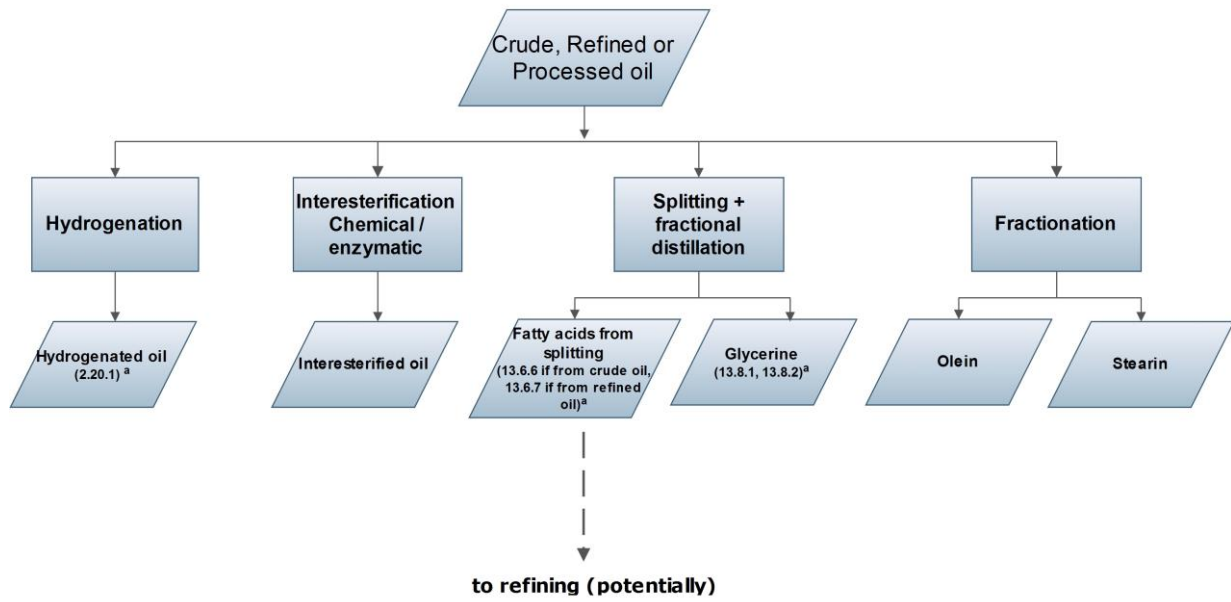 Crude, Refined or
Processed oil
Hydrogenation
Interesterification
Chemical /
enzymatic
Splitting +
fractional
distillation
Fractionation
Hydrogenated oil
(2.20.1) a
Interesterified oil
Fatty acids from
splitting
(13.6.6 if from crude oil,
13.6.7 if from refined
oil)a
Glycerine
(13.8.1, 13.8.2)a
Olein
Stearin
to refining (potentially)